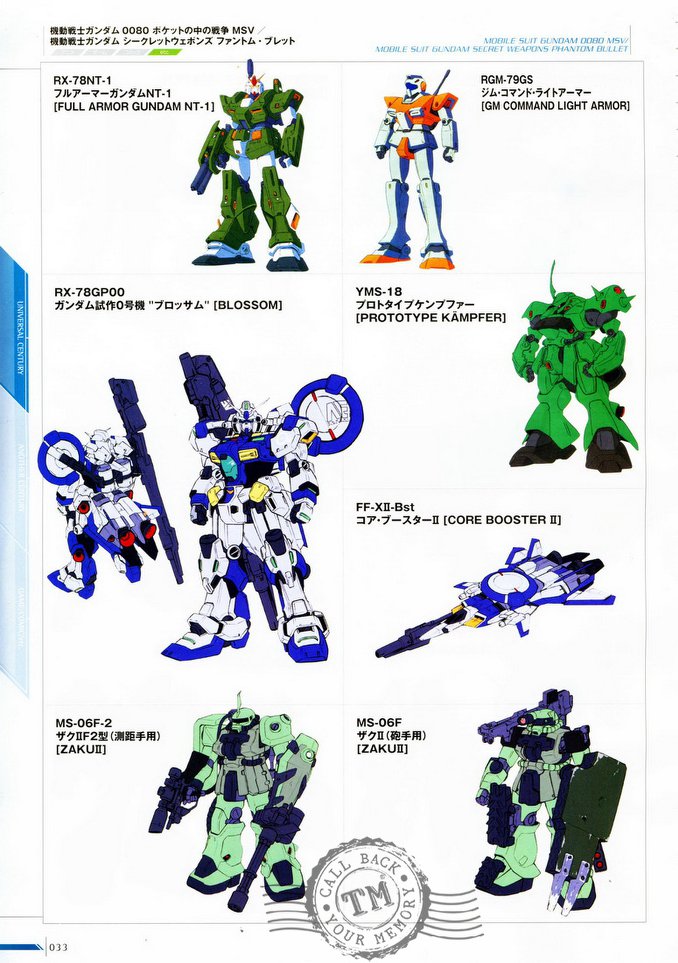 機動戦士ガンダム 0080 ポケットの中の戦争 MSV／
機動戦士ガンダム シークレットウェポンズ ファントム・ブレット
MOBILE SUIT GUNDAM 0080 MSV/
MOBILE SUIT GUNDAM SECRET WEAPONS PHANTOM BULLET
RX-78NT-1
フルアーマーガンダムNT-1
[FULL ARMOR GUNDAM NT-1]
RGM-79GS
ジム・コマンド・ライトアーマー
[GM COMMAND LIGHT ARMOR]
RX-78GP00
ガンダム試作0号機 "ブロッサム" [BLOSSOM]
YMS-18
プロトタイプケンプファー
[PROTOTYPE KÄMPFER]
UNIVERSAL CENTURY
FF-XII-Bst
コア・ブースターII [CORE BOOSTER II]
MS-06F-2
ザクIIF2型（測距手用）
[ZAKUII]
MS-06F
ザクII（砲手用）
[ZAKUII]
CALL BACK
TM
YOUR MEMORY
033